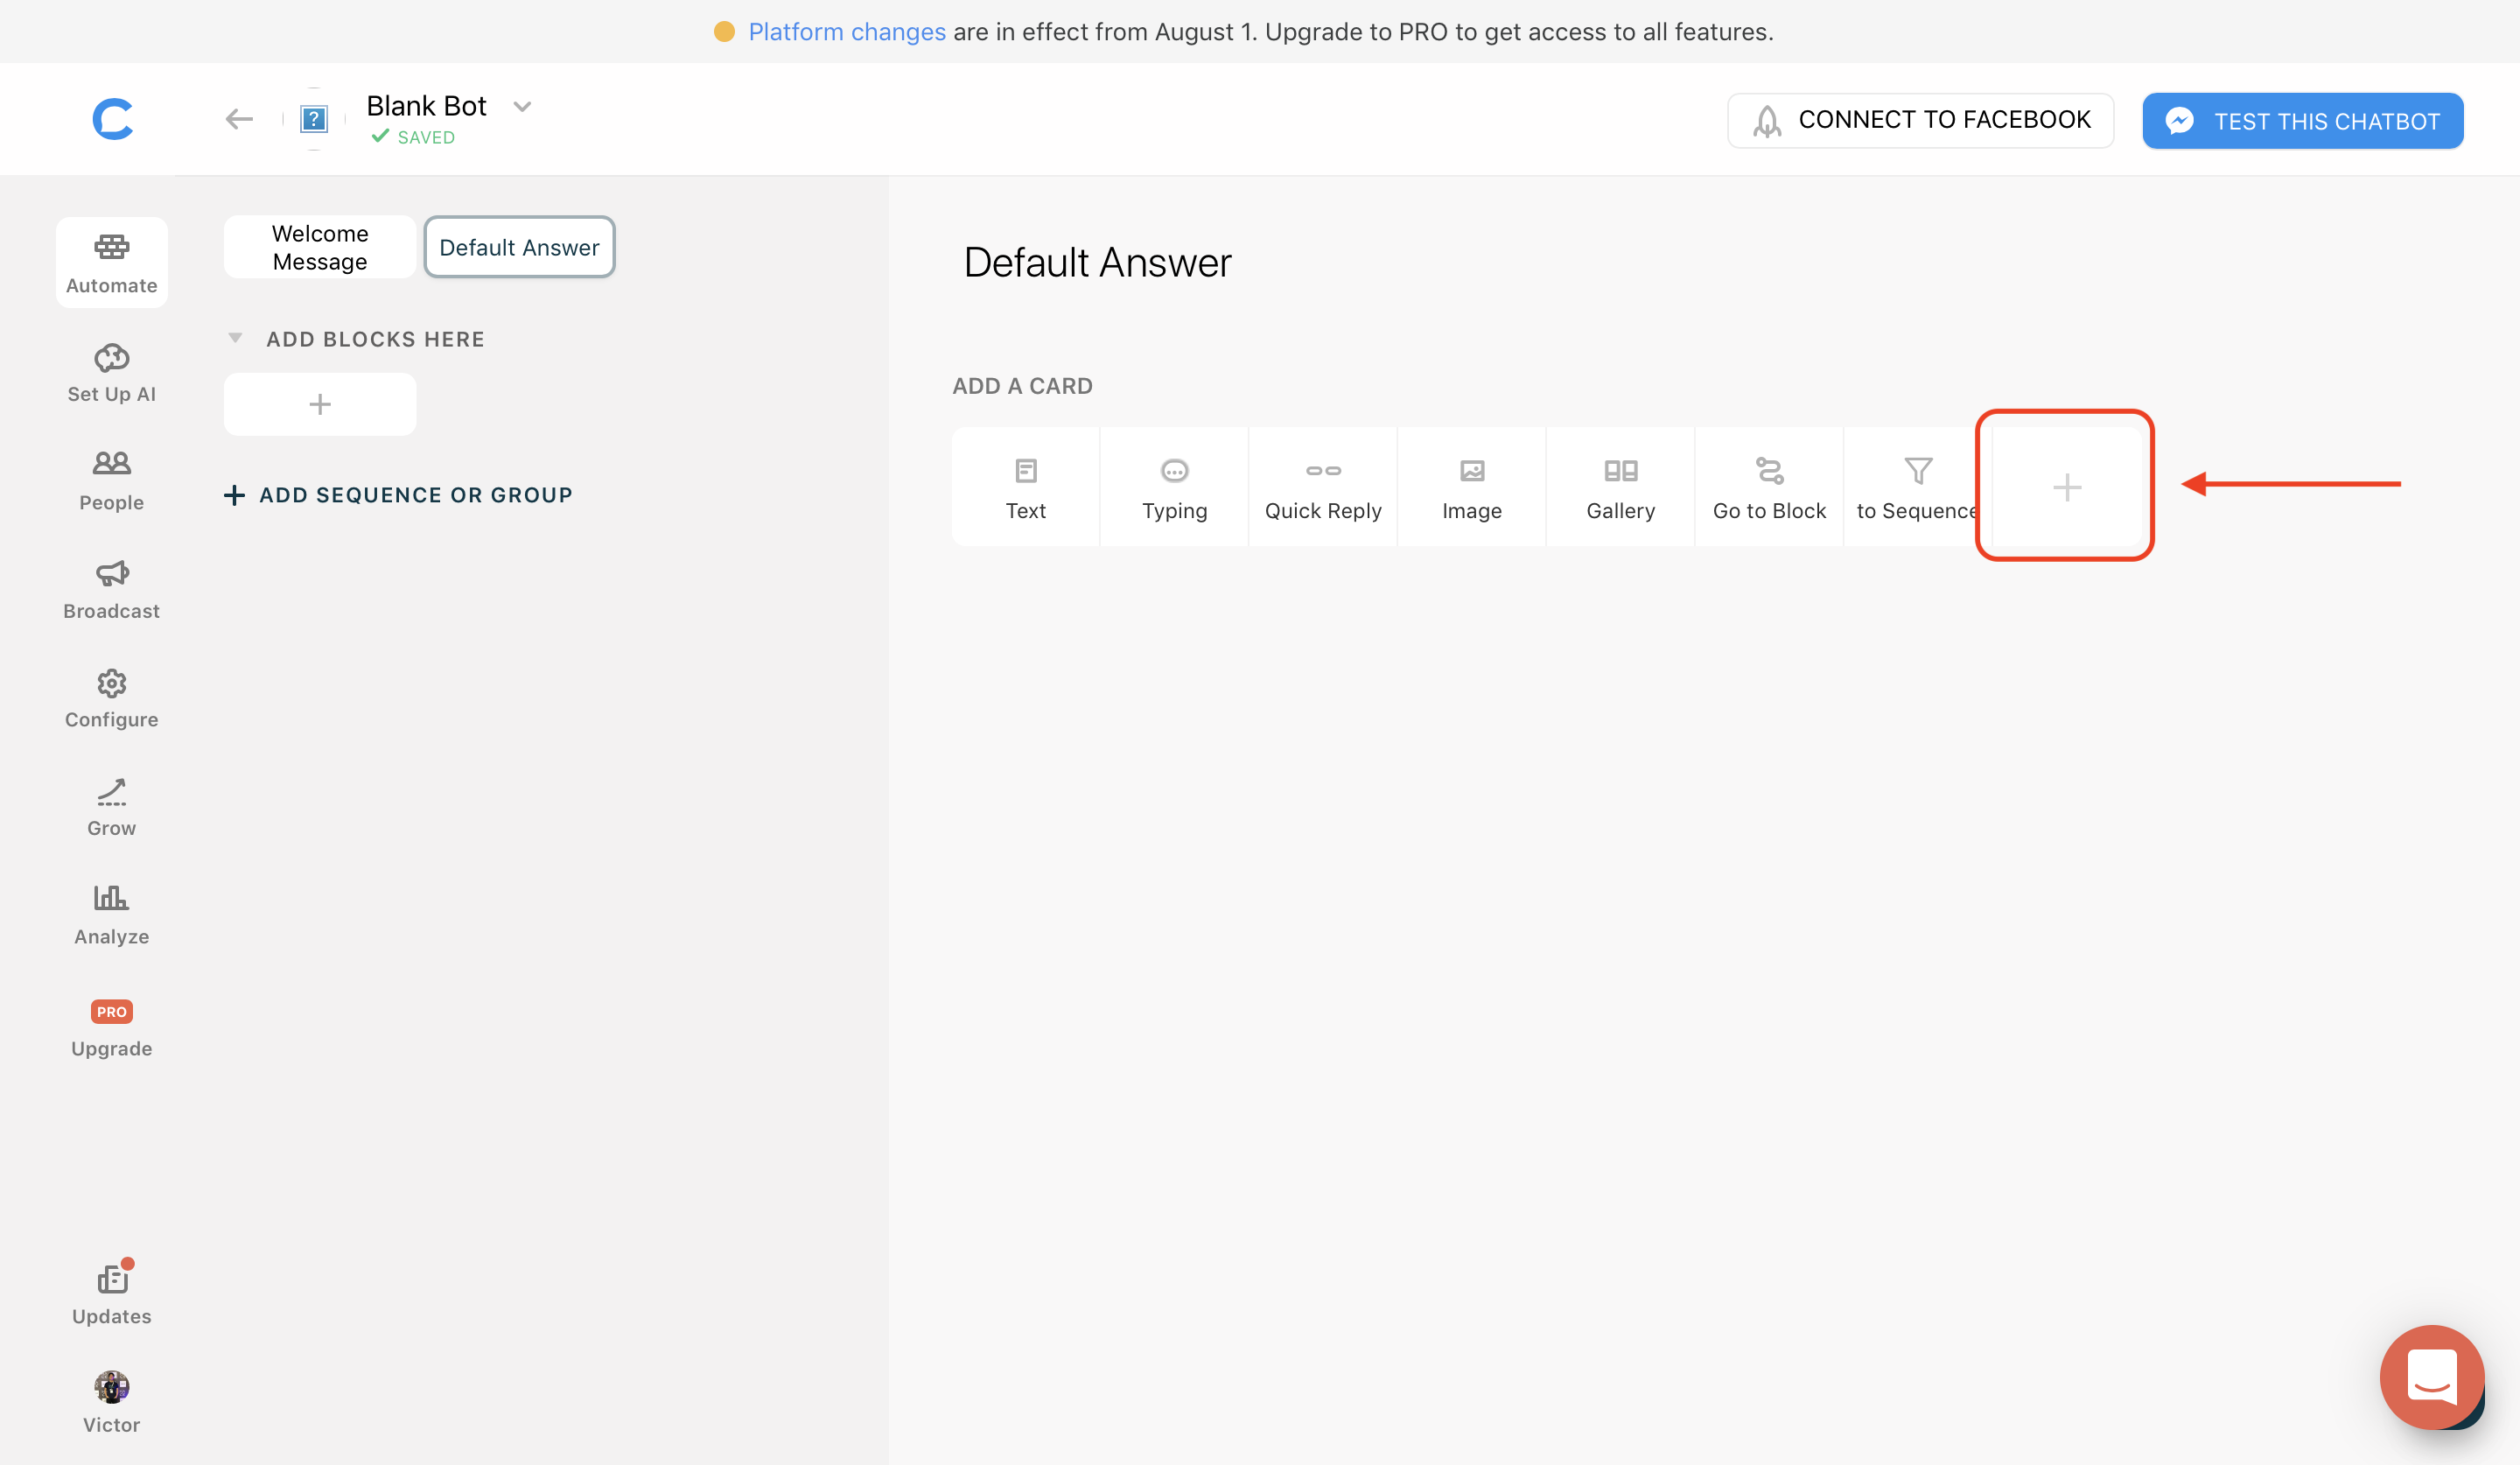 Platform changes are in effect from August 1. Upgrade to PRO to get access to all features.
Blank Bot
SAVED
CONNECT TO FACEBOOK
TEST THIS CHATBOT
Automate
Set Up AI
People
Broadcast
Configure
Grow
Analyze
PRO
Upgrade
Updates
Victor
Welcome
Message
Default Answer
ADD BLOCKS HERE
+
+ ADD SEQUENCE OR GROUP
Default Answer
ADD A CARD
Text
Typing
Quick Reply
Image
Gallery
Go to Block
to Sequence
+